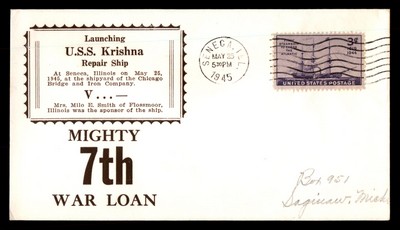 Launching
U.S.S. Krishna
Repair Ship
At Seneca, Illinois on May 25,
1945, at the shipyard of the Chicago
Bridge and Iron Company.
V...—
Mrs. Milo E. Smith of Flossmoor,
Illinois was the sponsor of the ship.
MIGHTY
7th
WAR LOAN
SENECA, ILL.
MAY 25
5 PM
1945
3¢
UNITED STATES POSTAGE
Box 951
Saginaw, Mich